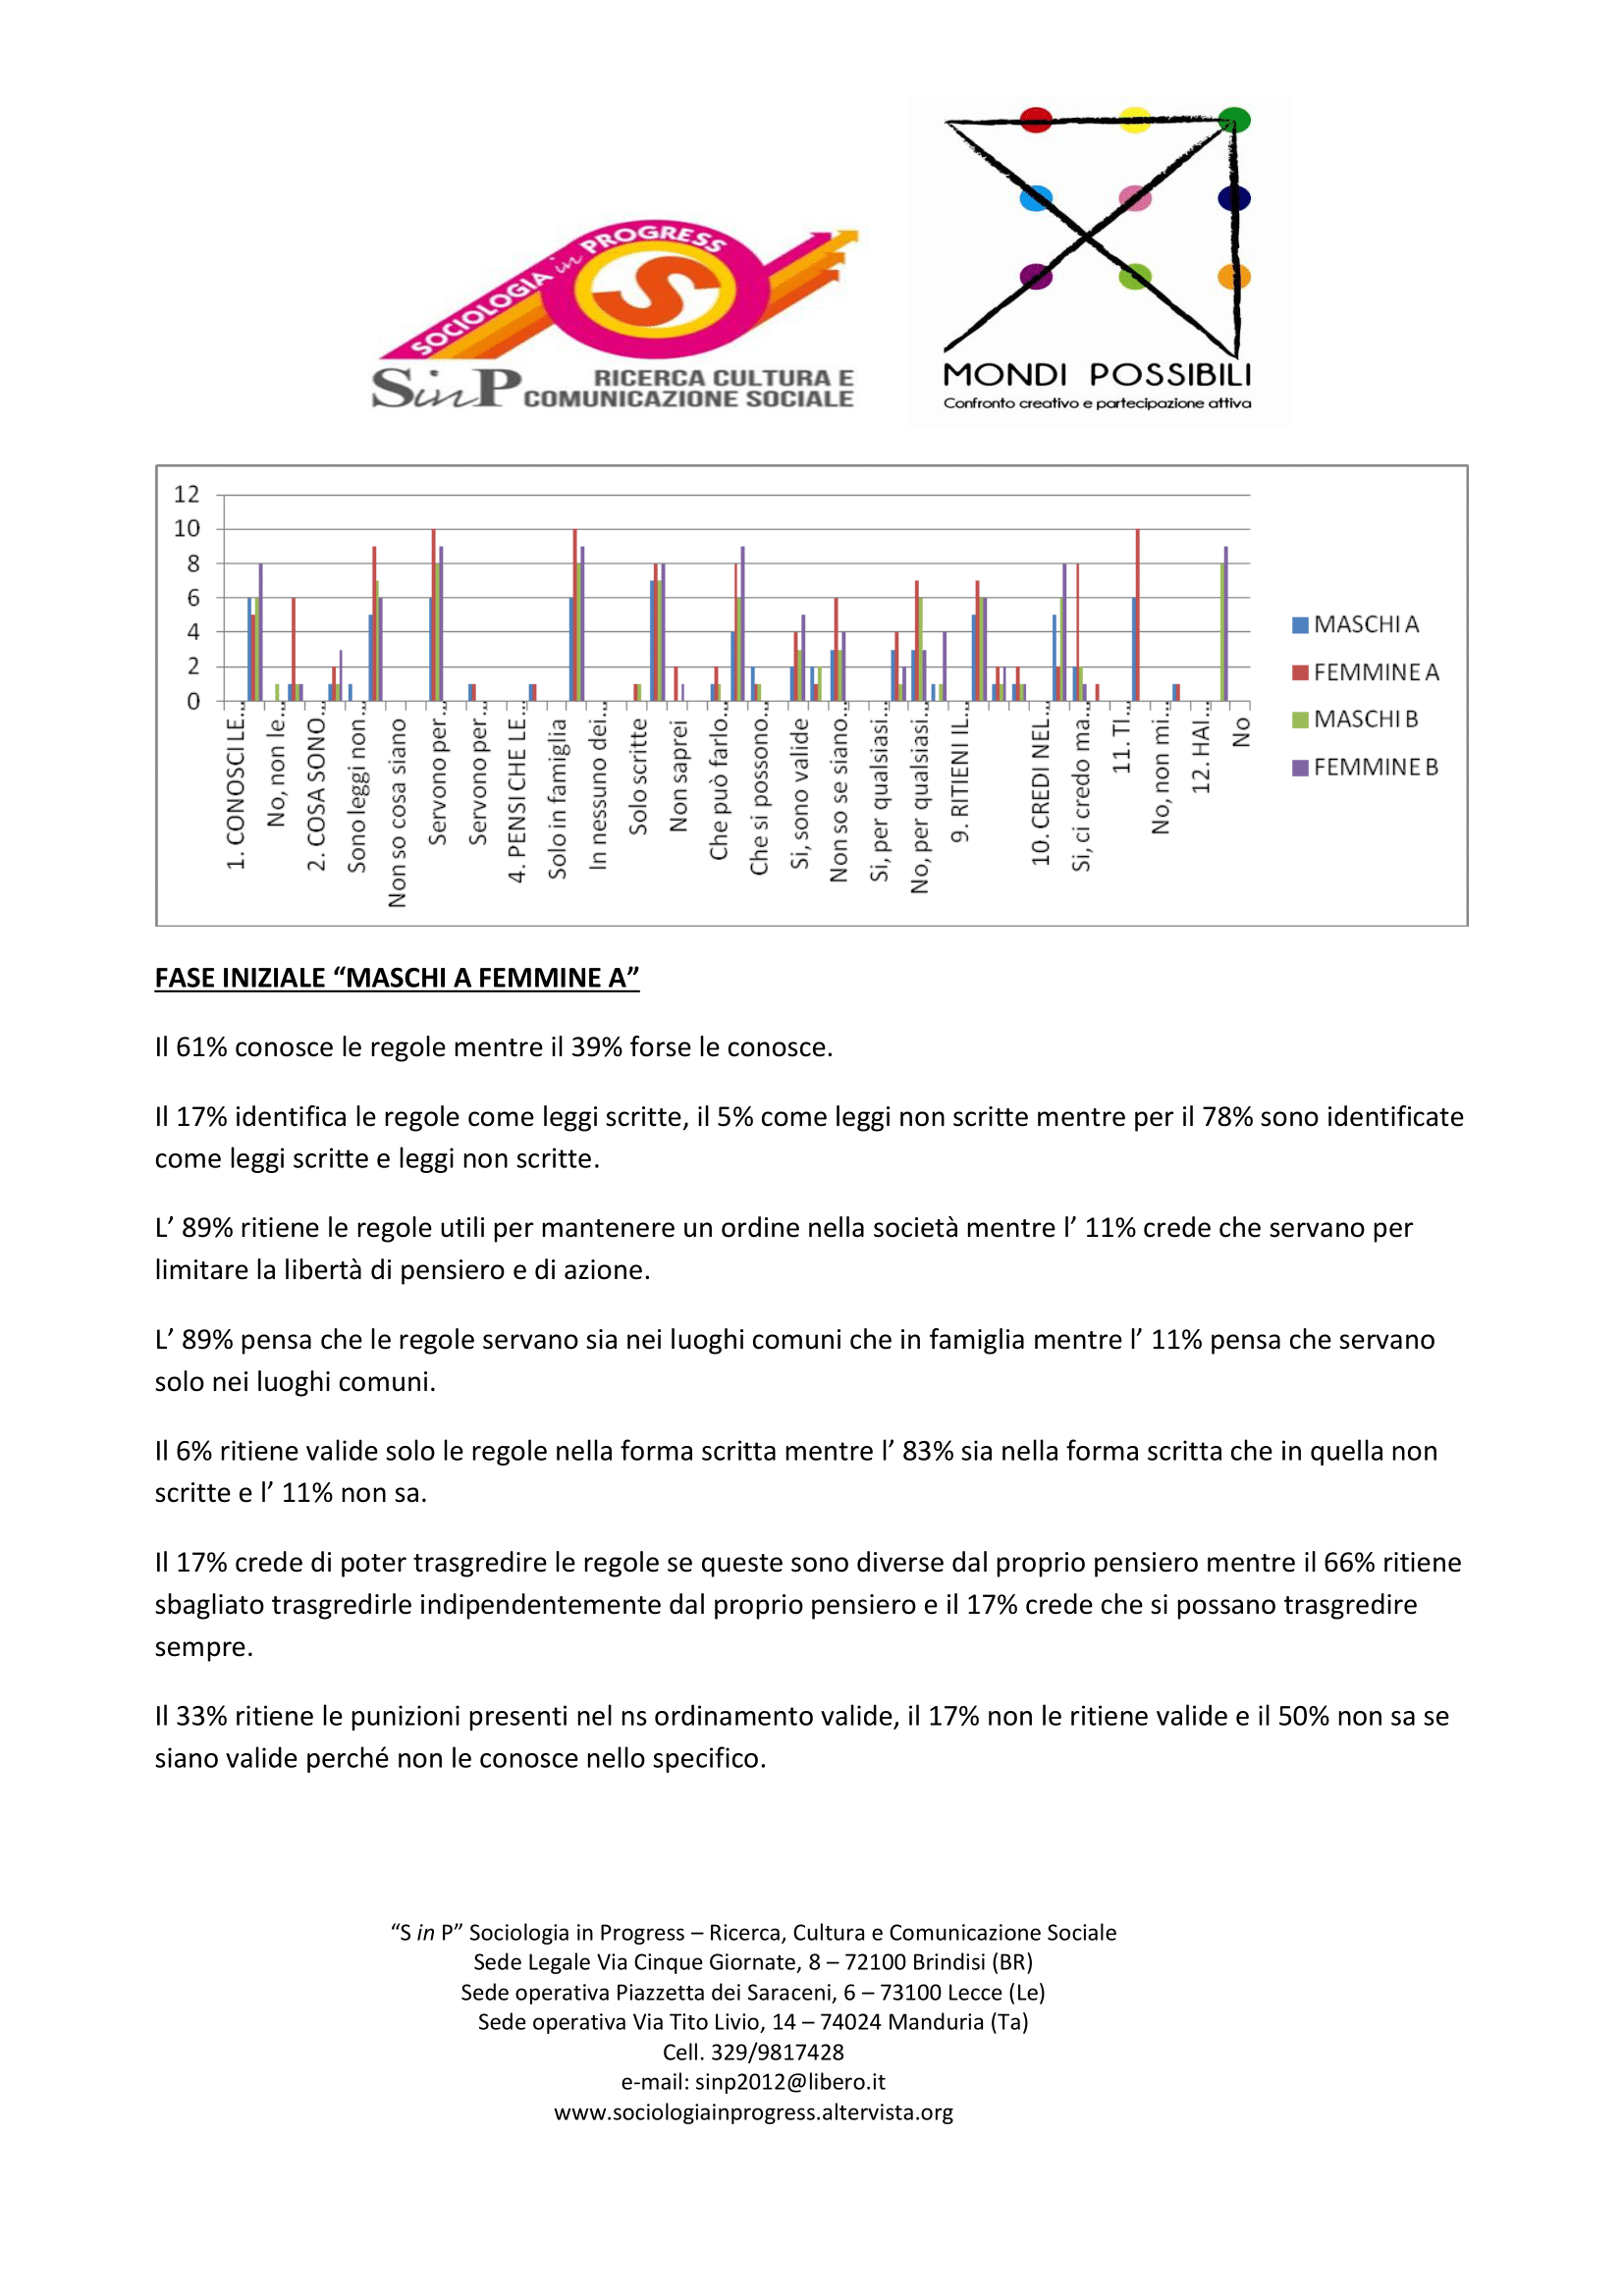 SOCIOLOGIA in PROGRESS
S
SinP RICERCA CULTURA E
COMUNICAZIONE SOCIALE
MONDI POSSIBILI
Confronto creativo e partecipazione attiva
12
10
8
6
4
2
0
1. CONOSCI LE...
No, non le...
2. COSA SONO...
Sono leggi non...
Non so cosa siano
Servono per...
Servono per...
4. PENSI CHE LE...
Solo in famiglia
In nessuno dei...
Solo scritte
Non saprei
Che può farlo...
Che si possono...
Si, sono valide
Non so se siano...
Si, per qualsiasi...
No, per qualsiasi...
9. RITIENI IL...
10. CREDI NEL...
Si, ci credo ma...
11. TI...
No, non mi...
12. HAI...
No
MASCHI A
FEMMINE A
MASCHI B
FEMMINE B
FASE INIZIALE “MASCHI A FEMMINE A”
Il 61% conosce le regole mentre il 39% forse le conosce.
Il 17% identifica le regole come leggi scritte, il 5% come leggi non scritte mentre per il 78% sono identificate
come leggi scritte e leggi non scritte.
L’ 89% ritiene le regole utili per mantenere un ordine nella società mentre l’ 11% crede che servano per
limitare la libertà di pensiero e di azione.
L’ 89% pensa che le regole servano sia nei luoghi comuni che in famiglia mentre l’ 11% pensa che servano
solo nei luoghi comuni.
Il 6% ritiene valide solo le regole nella forma scritta mentre l’ 83% sia nella forma scritta che in quella non
scritte e l’ 11% non sa.
Il 17% crede di poter trasgredire le regole se queste sono diverse dal proprio pensiero mentre il 66% ritiene
sbagliato trasgredirle indipendentemente dal proprio pensiero e il 17% crede che si possano trasgredire
sempre.
Il 33% ritiene le punizioni presenti nel ns ordinamento valide, il 17% non le ritiene valide e il 50% non sa se
siano valide perché non le conosce nello specifico.
“S in P” Sociologia in Progress – Ricerca, Cultura e Comunicazione Sociale
Sede Legale Via Cinque Giornate, 8 – 72100 Brindisi (BR)
Sede operativa Piazzetta dei Saraceni, 6 – 73100 Lecce (Le)
Sede operativa Via Tito Livio, 14 – 74024 Manduria (Ta)
Cell. 329/9817428
e-mail: sinp2012@libero.it
www.sociologiainprogress.altervista.org